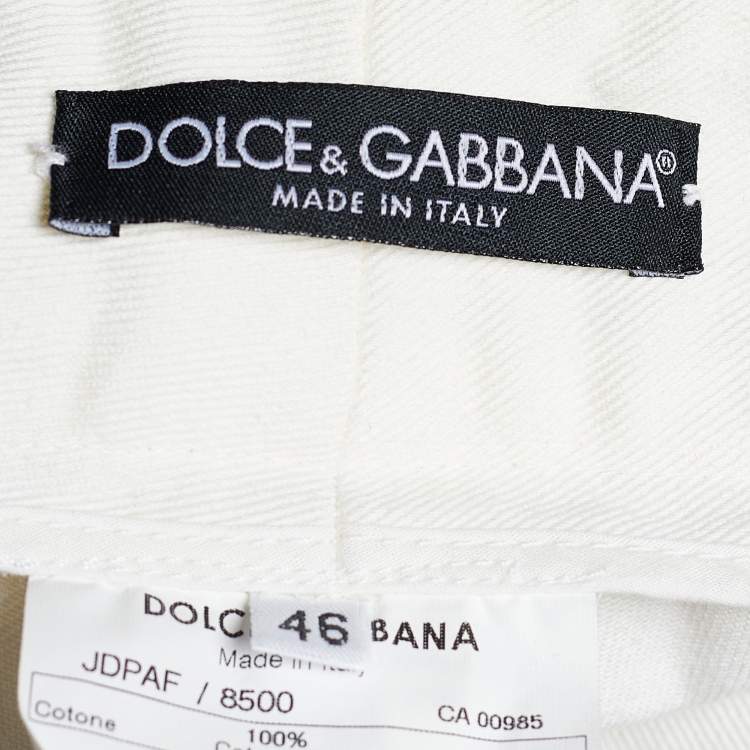 DOLCE & GABBANA®
MADE IN ITALY
DOLC 46 BANA
Made in Italy
JDPAF / 8500 CA 00985
Cotone 100%